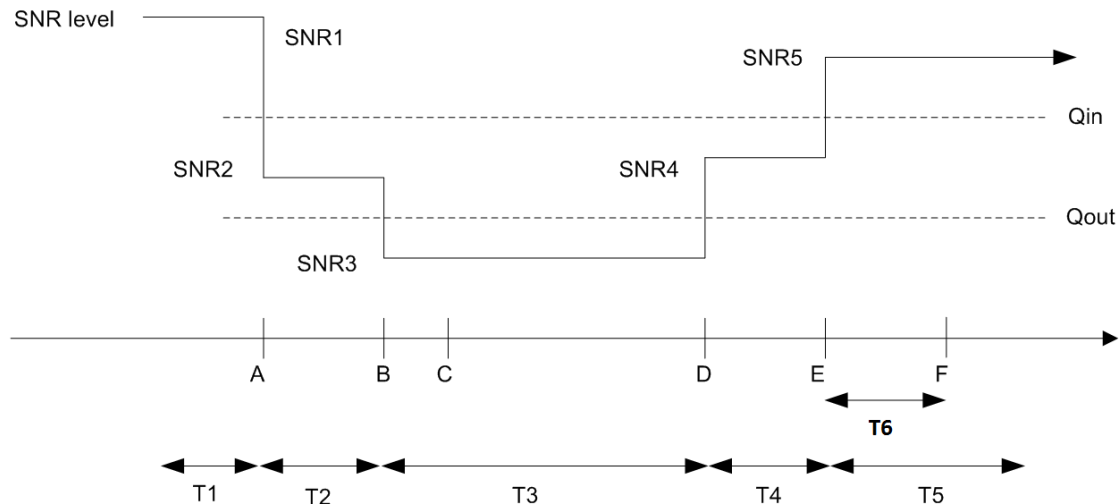 SNR level
SNR1
SNR5
Qin
SNR2
SNR4
Qout
SNR3
A B C D E F
T6
T1 T2 T3 T4 T5